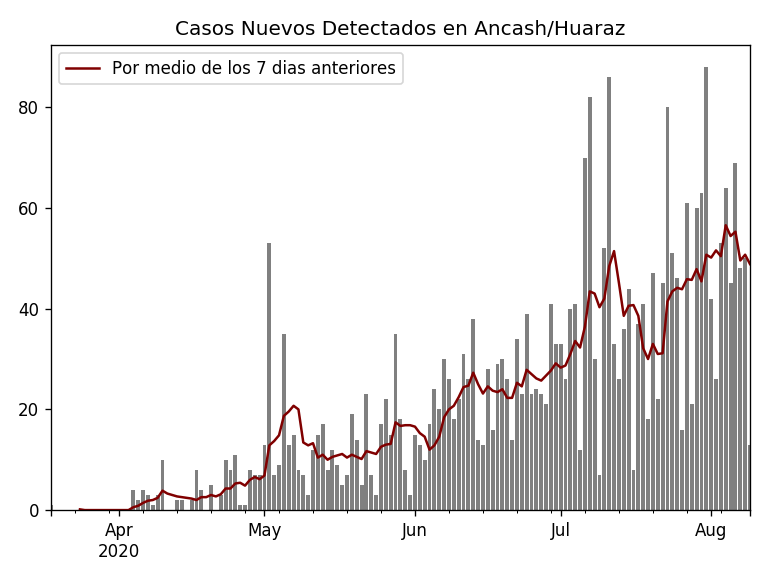 Casos Nuevos Detectados en Ancash/Huaraz
Por medio de los 7 dias anteriores
80
60
40
20
0
Apr May Jun Jul Aug
2020